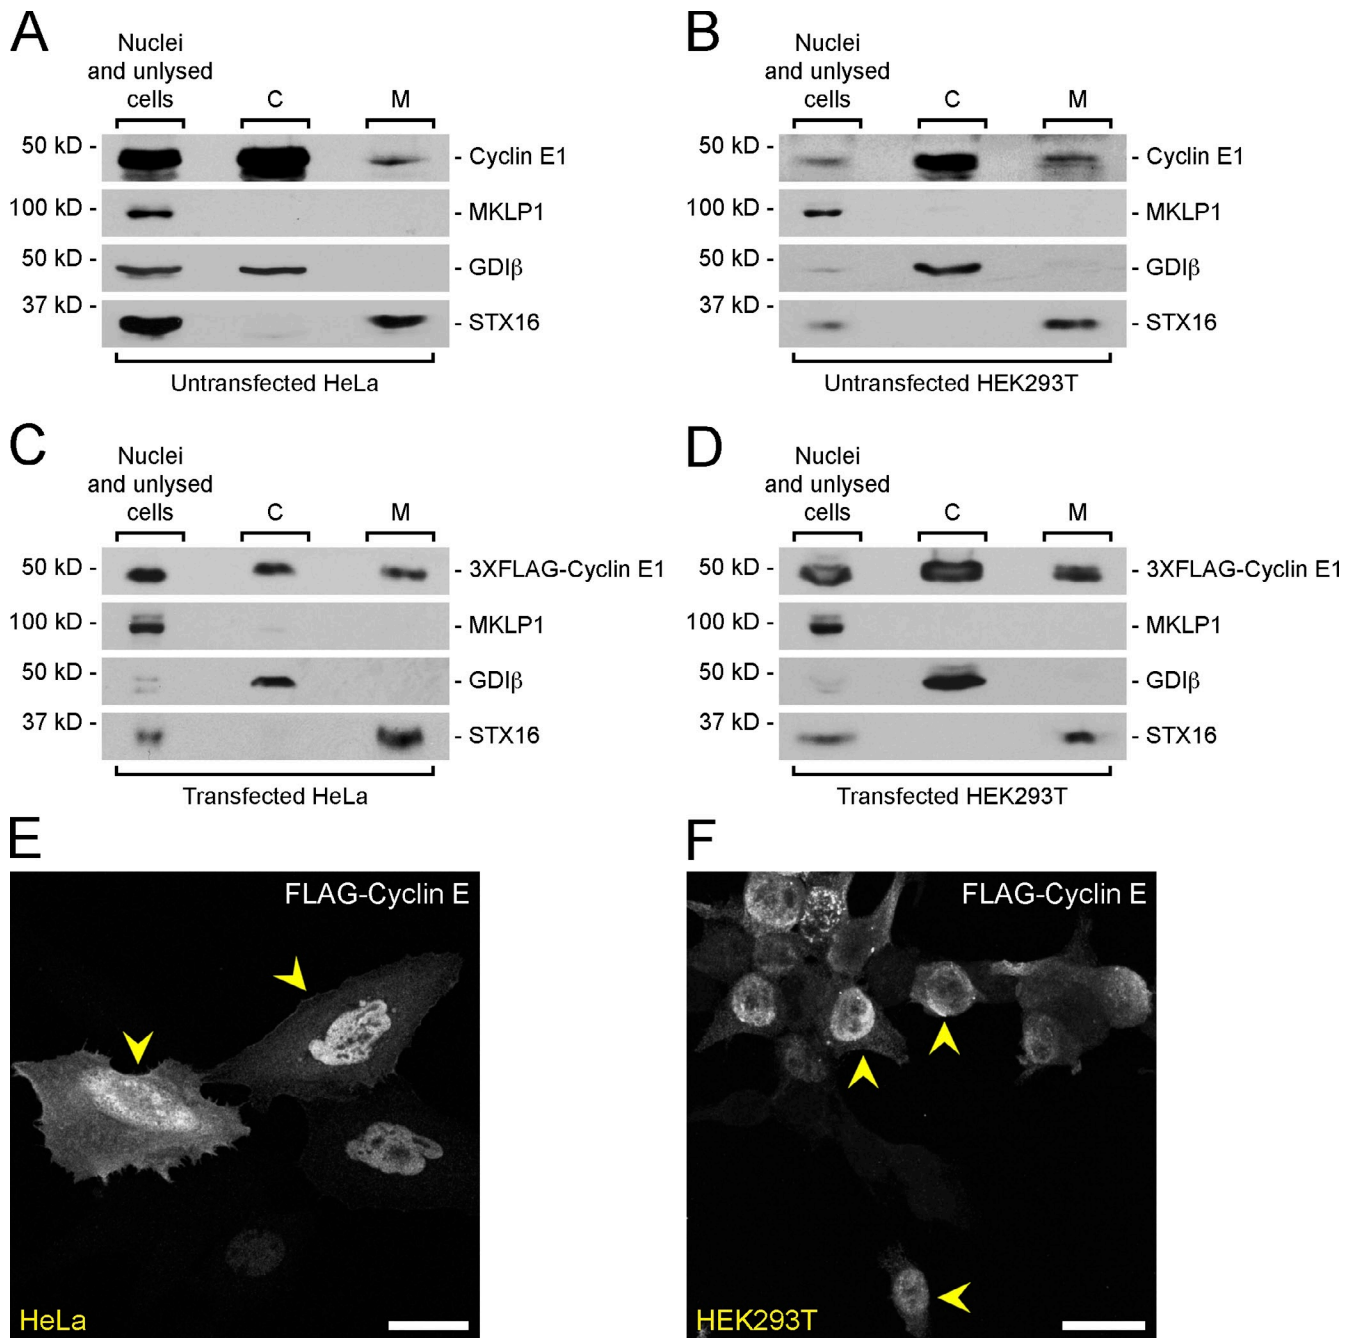 A
Nuclei
and unlysed
cells
C
M
50 kD -
- Cyclin E1
100 kD -
- MKLP1
50 kD -
- GDIβ
37 kD -
- STX16
Untransfected HeLa
B
Nuclei
and unlysed
cells
C
M
50 kD -
- Cyclin E1
100 kD -
- MKLP1
50 kD -
- GDIβ
37 kD -
- STX16
Untransfected HEK293T
C
Nuclei
and unlysed
cells
C
M
50 kD -
- 3XFLAG-Cyclin E1
100 kD -
- MKLP1
50 kD -
- GDIβ
37 kD -
- STX16
Transfected HeLa
D
Nuclei
and unlysed
cells
C
M
50 kD -
- 3XFLAG-Cyclin E1
100 kD -
- MKLP1
50 kD -
- GDIβ
37 kD -
- STX16
Transfected HEK293T
E
FLAG-Cyclin E
HeLa
F
FLAG-Cyclin E
HEK293T